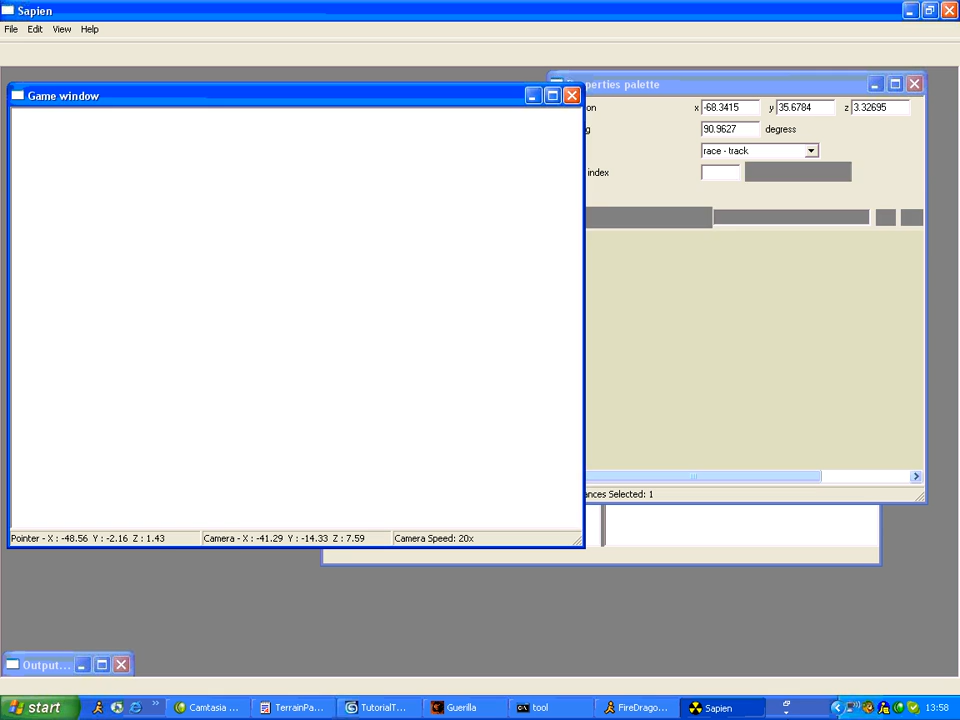 Sapien
File Edit View Help
perties palette
Game window
on x -68.3415 y 35.6784 z 3.32695
g 90.9627 degress
race - track
index
ances Selected: 1
Pointer - X : -48.56 Y : -2.16 Z : 1.43 Camera - X : -41.29 Y : -14.33 Z : 7.59 Camera Speed: 20x
Output...
start » Camtasia ... TerrainPa... TutorialT... Guerilla tool FireDrago... Sapien » 13:58